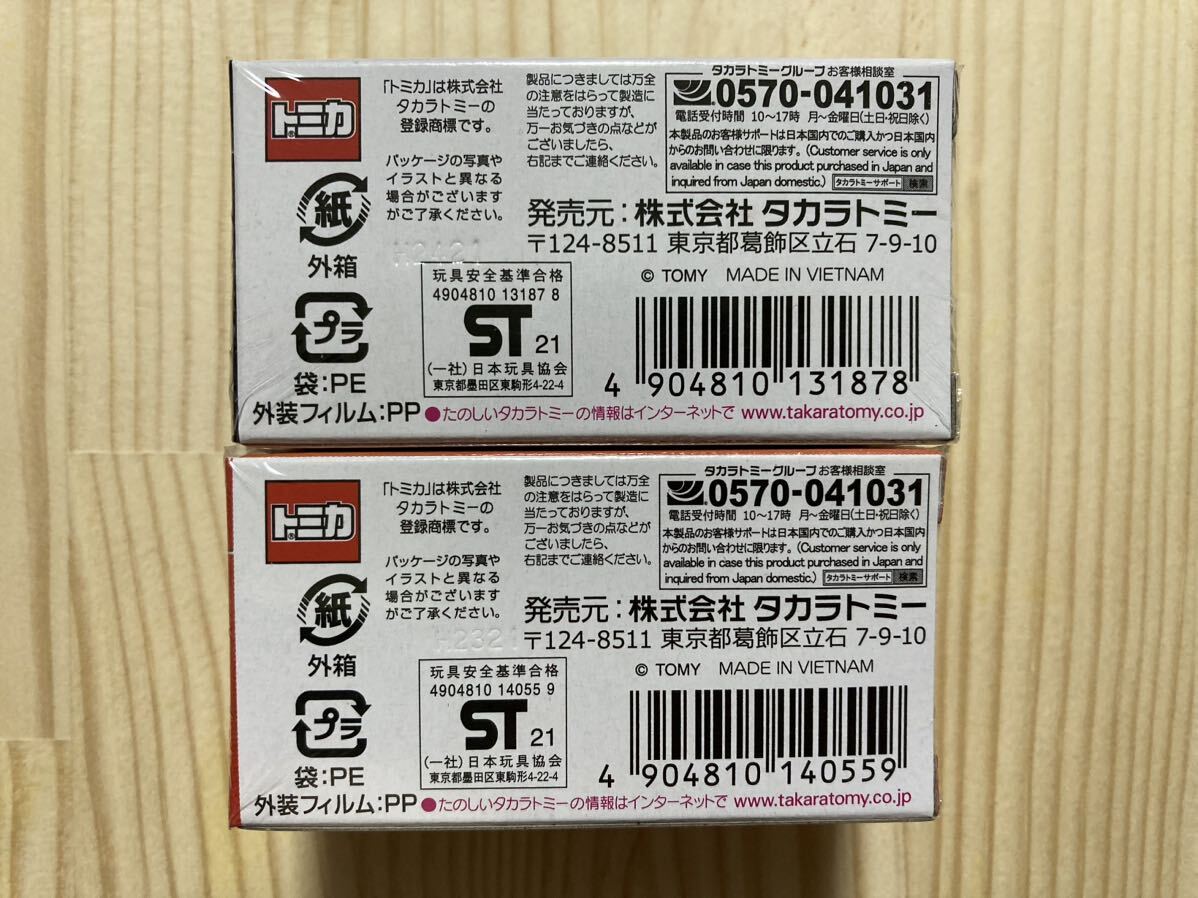 トミカ
®
「トミカ」は株式会社
タカラトミーの
登録商標です。
パッケージの写真や
イラストと異なる
場合がございます
がご了承ください。
紙
外箱
プラ
袋:PE
外装フィルム:PP
製品につきましては万全
の注意をはらって製造に
当たっておりますが、
万一お気づきの点などが
ございましたら、
右記までご連絡ください。
タカラトミーグループお客様相談室
0570-041031
電話受付時間 10〜17時 月〜金曜日(土日・祝日除く)
本製品のお客様サポートは日本国内でのご購入かつ日本国内
からのお問い合わせに限ります。(Customer service is only
available in case this product purchased in Japan and
inquired from Japan domestic.) タカラトミーサポート 検索
発売元:株式会社 タカラトミー
〒124-8511 東京都葛飾区立石 7-9-10
© TOMY MADE IN VIETNAM
玩具安全基準合格
4904810 13187 8
ST 21
(一社)日本玩具協会
東京都墨田区東駒形4-22-4
4 904810 131878
●たのしいタカラトミーの情報はインターネットで www.takaratomy.co.jp
トミカ
®
「トミカ」は株式会社
タカラトミーの
登録商標です。
パッケージの写真や
イラストと異なる
場合がございます
がご了承ください。
紙
外箱
プラ
袋:PE
外装フィルム:PP
製品につきましては万全
の注意をはらって製造に
当たっておりますが、
万一お気づきの点などが
ございましたら、
右記までご連絡ください。
タカラトミーグループお客様相談室
0570-041031
電話受付時間 10〜17時 月〜金曜日(土日・祝日除く)
本製品のお客様サポートは日本国内でのご購入かつ日本国内
からのお問い合わせに限ります。(Customer service is only
available in case this product purchased in Japan and
inquired from Japan domestic.) タカラトミーサポート 検索
発売元:株式会社 タカラトミー
〒124-8511 東京都葛飾区立石 7-9-10
© TOMY MADE IN VIETNAM
玩具安全基準合格
4904810 14055 9
ST 21
(一社)日本玩具協会
東京都墨田区東駒形4-22-4
4 904810 140559
●たのしいタカラトミーの情報はインターネットで www.takaratomy.co.jp